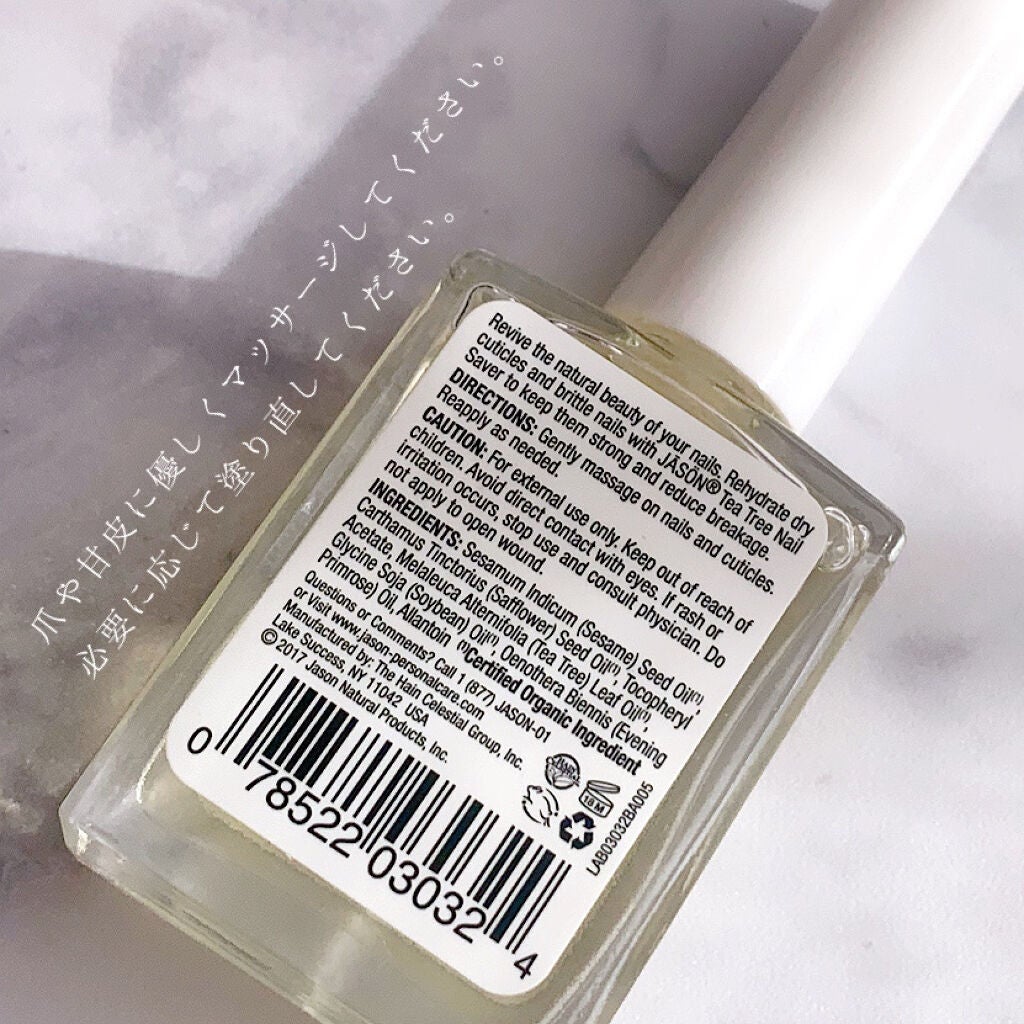 爪や甘皮に優しくマッサージしてください。
必要に応じて塗り直してください。
Revive the natural beauty of your nails. Rehydrate dry
cuticles and brittle nails with JĀSÖN® Tea Tree Nail
Saver to keep them strong and reduce breakage.
DIRECTIONS: Gently massage on nails and cuticles.
Reapply as needed.
CAUTION: For external use only. Keep out of reach of
children. Avoid direct contact with eyes. If rash or
irritation occurs, stop use and consult physician. Do
not apply to open wound.
INGREDIENTS: Sesamum Indicum (Sesame) Seed Oil⁽¹⁾,
Carthamus Tinctorius (Safflower) Seed Oil⁽¹⁾, Tocopheryl
Acetate, Melaleuca Alternifolia (Tea Tree) Leaf Oil⁽¹⁾,
Glycine Soja (Soybean) Oil⁽¹⁾, Oenothera Biennis (Evening
Primrose) Oil, Allantoin ⁽¹⁾Certified Organic Ingredient
Questions or Comments? Call 1 (877) JASON-01
or Visit www.jason-personalcare.com
Manufactured by: The Hain Celestial Group, Inc.
Lake Success, NY 11042 USA
© 2017 Jason Natural Products, Inc.
18 M
LAB03032BA005
0 78522 03032 4